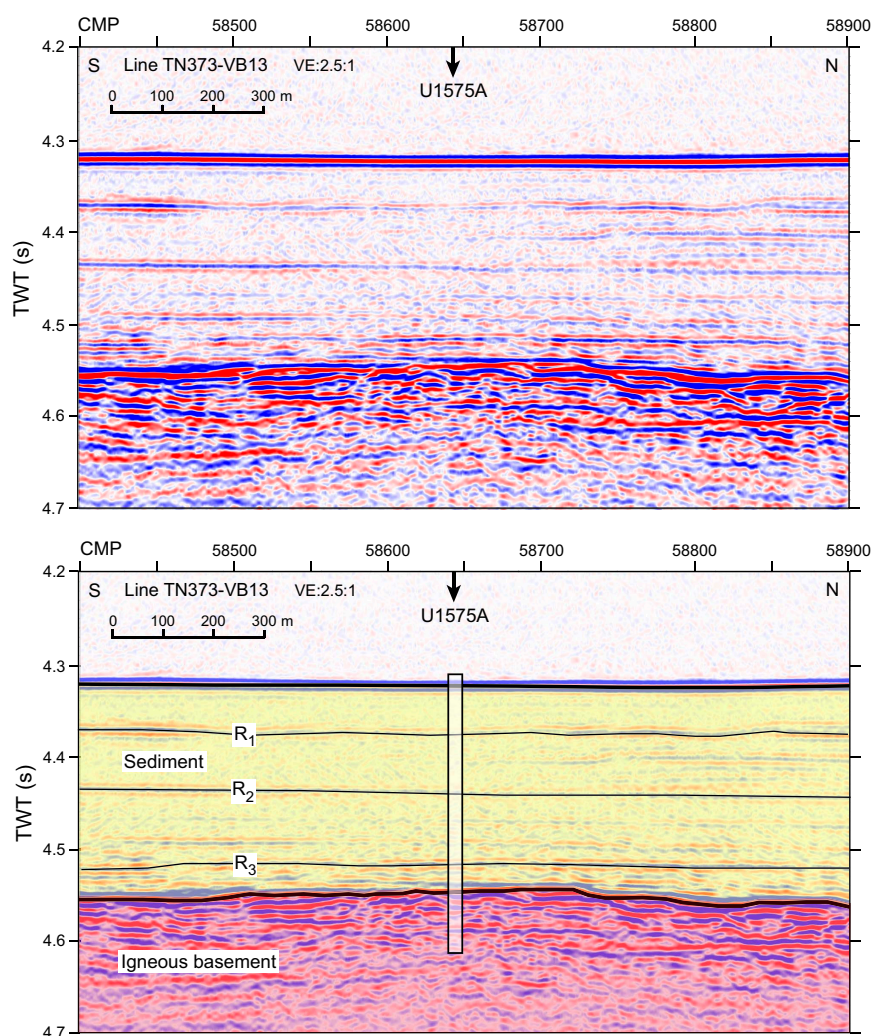 CMP 58500 58600 58700 58800 58900
4.2
S Line TN373-VB13 VE:2.5:1 N
U1575A
0 100 200 300 m
4.3
4.4
TWT (s)
4.5
4.6
4.7
CMP 58500 58600 58700 58800 58900
4.2
S Line TN373-VB13 VE:2.5:1 N
U1575A
0 100 200 300 m
4.3
R1
4.4
Sediment
R2
TWT (s)
4.5
R3
4.6
Igneous basement
4.7